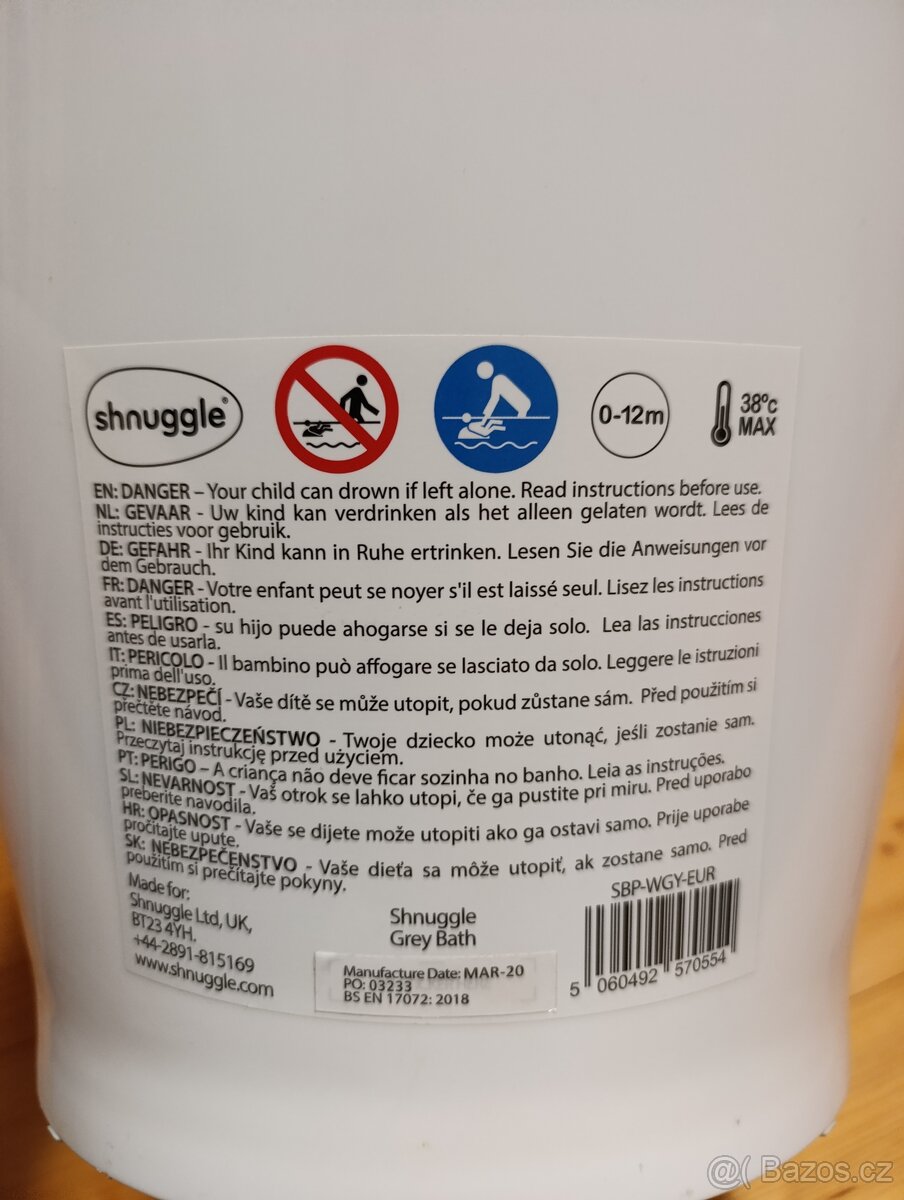 shnuggle®
0-12m
38ºc
MAX
EN: DANGER – Your child can drown if left alone. Read instructions before use.
NL: GEVAAR - Uw kind kan verdrinken als het alleen gelaten wordt. Lees de
instructies voor gebruik.
DE: GEFAHR - Ihr Kind kann in Ruhe ertrinken. Lesen Sie die Anweisungen vor
dem Gebrauch.
FR: DANGER - Votre enfant peut se noyer s'il est laissé seul. Lisez les instructions
avant l'utilisation.
ES: PELIGRO - su hijo puede ahogarse si se le deja solo. Lea las instrucciones
antes de usarla.
IT: PERICOLO - Il bambino può affogare se lasciato da solo. Leggere le istruzioni
prima dell'uso.
CZ: NEBEZPEČÍ - Vaše dítě se může utopit, pokud zůstane sám. Před použitím si
přečtěte návod.
PL: NIEBEZPIECZEŃSTWO - Twoje dziecko może utonąć, jeśli zostanie sam.
Przeczytaj instrukcję przed użyciem.
PT: PERIGO – A criança não deve ficar sozinha no banho. Leia as instruções.
SL: NEVARNOST - Vaš otrok se lahko utopi, če ga pustite pri miru. Pred uporabo
preberite navodila.
HR: OPASNOST - Vaše se dijete može utopiti ako ga ostavi samo. Prije uporabe
pročitajte upute.
SK: NEBEZPEČENSTVO - Vaše dieťa sa môže utopiť, ak zostane samo. Pred
použitím si prečítajte pokyny.
Made for:
Shnuggle Ltd, UK,
BT23 4YH.
+44-2891-815169
www.shnuggle.com
Shnuggle
Grey Bath
Manufacture Date: MAR-20
PO: 03233
BS EN 17072: 2018
SBP-WGY-EUR
5 060492 570554
@( Bazos.cz